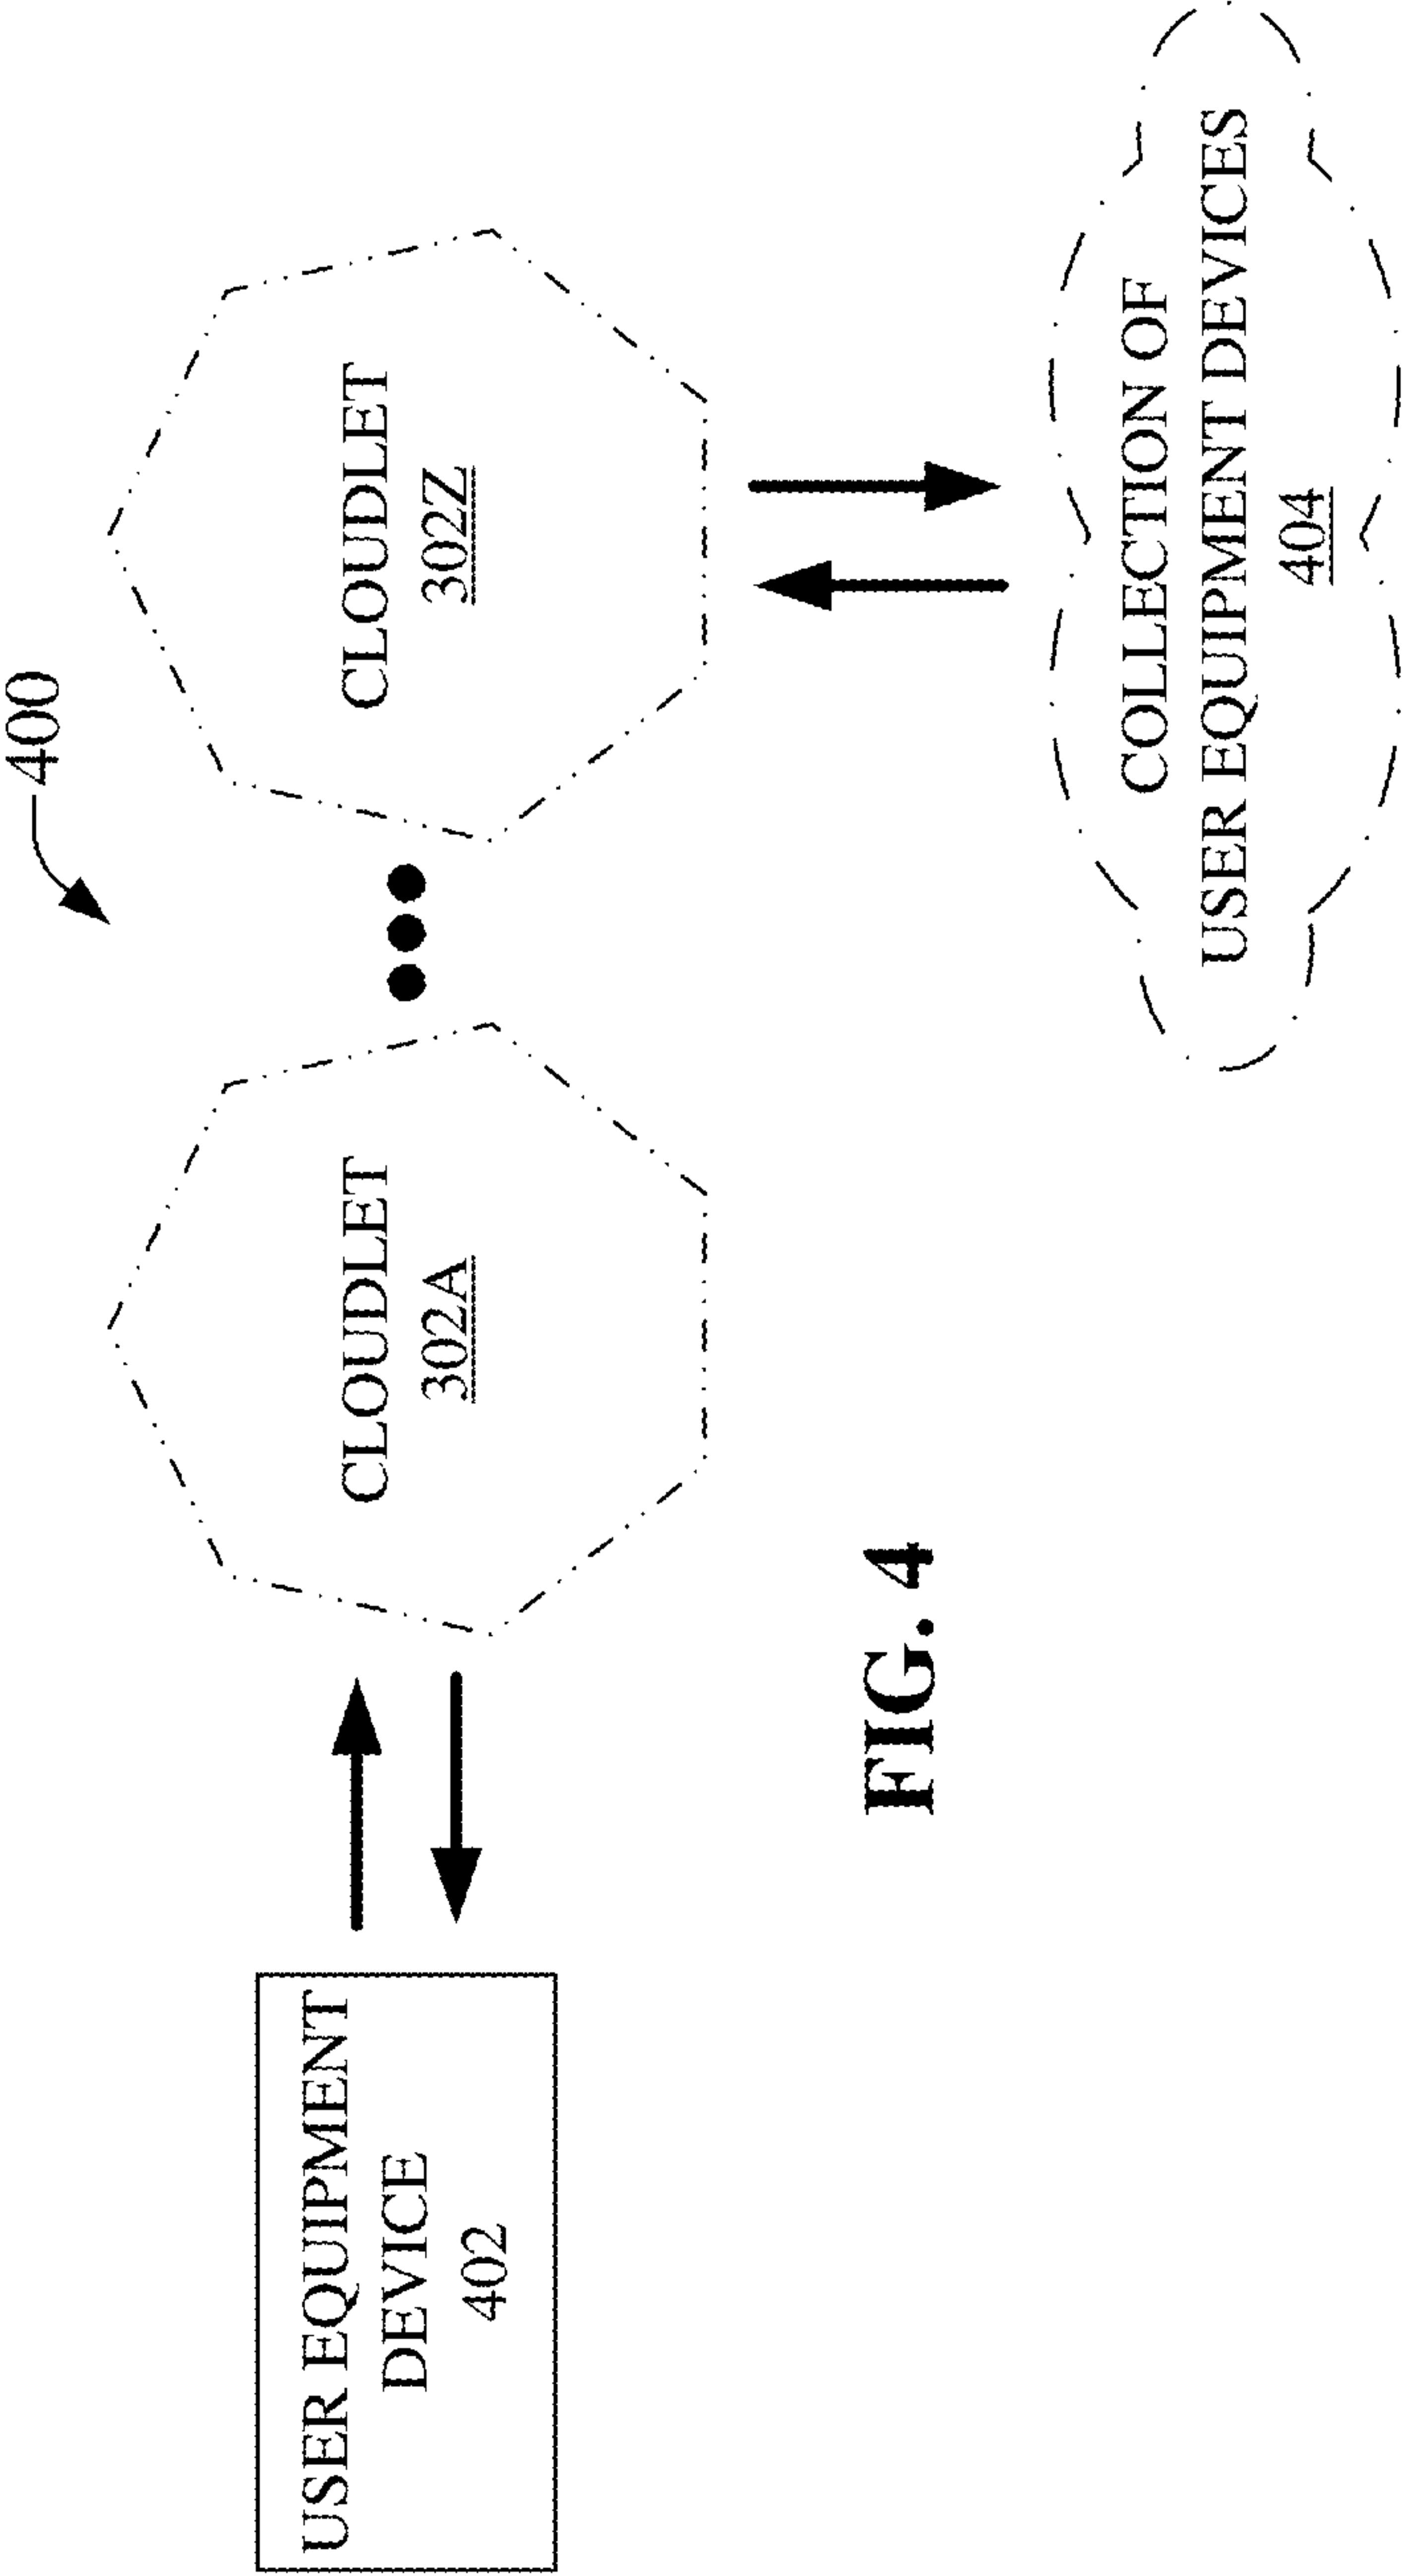 400
USER EQUIPMENT
DEVICE
402
CLOUDLET
302A
CLOUDLET
302Z
COLLECTION OF
USER EQUIPMENT DEVICES
404
FIG. 4